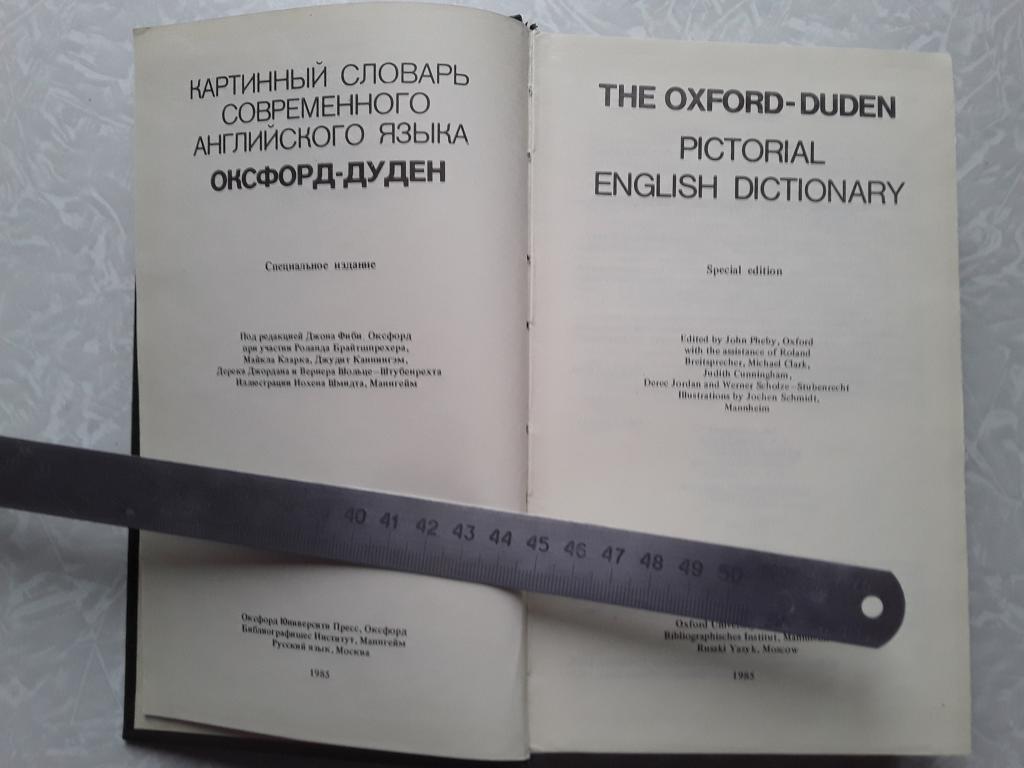 КАРТИННЫЙ СЛОВАРЬ
СОВРЕМЕННОГО
АНГЛИЙСКОГО ЯЗЫКА
ОКСФОРД-ДУДЕН
Специальное издание
Под редакцией Джона Фиби. Оксфорд
при участии Роланда Брайтшпрехера,
Майкла Кларка, Джудит Каннингэм,
Дерека Джордана и Вернера Шольце—Штубенрехта
Иллюстрации Йохена Шмидта, Маннгейм
Оксфорд Юниверсити Пресс, Оксфорд
Библиографишес Институт, Маннгейм
Русский язык, Москва
1985
THE OXFORD-DUDEN
PICTORIAL
ENGLISH DICTIONARY
Special edition
Edited by John Pheby, Oxford
with the assistance of Roland
Breitsprecher, Michael Clark,
Judith Cunningham,
Derec Jordan and Werner Scholze—Stubenrecht
Illustrations by Jochen Schmidt,
Mannheim
40 41 42 43 44 45 46 47 48 49 50
Oxford
Bibliographisches Institut,
Russki Yazyk, Moscow
1985